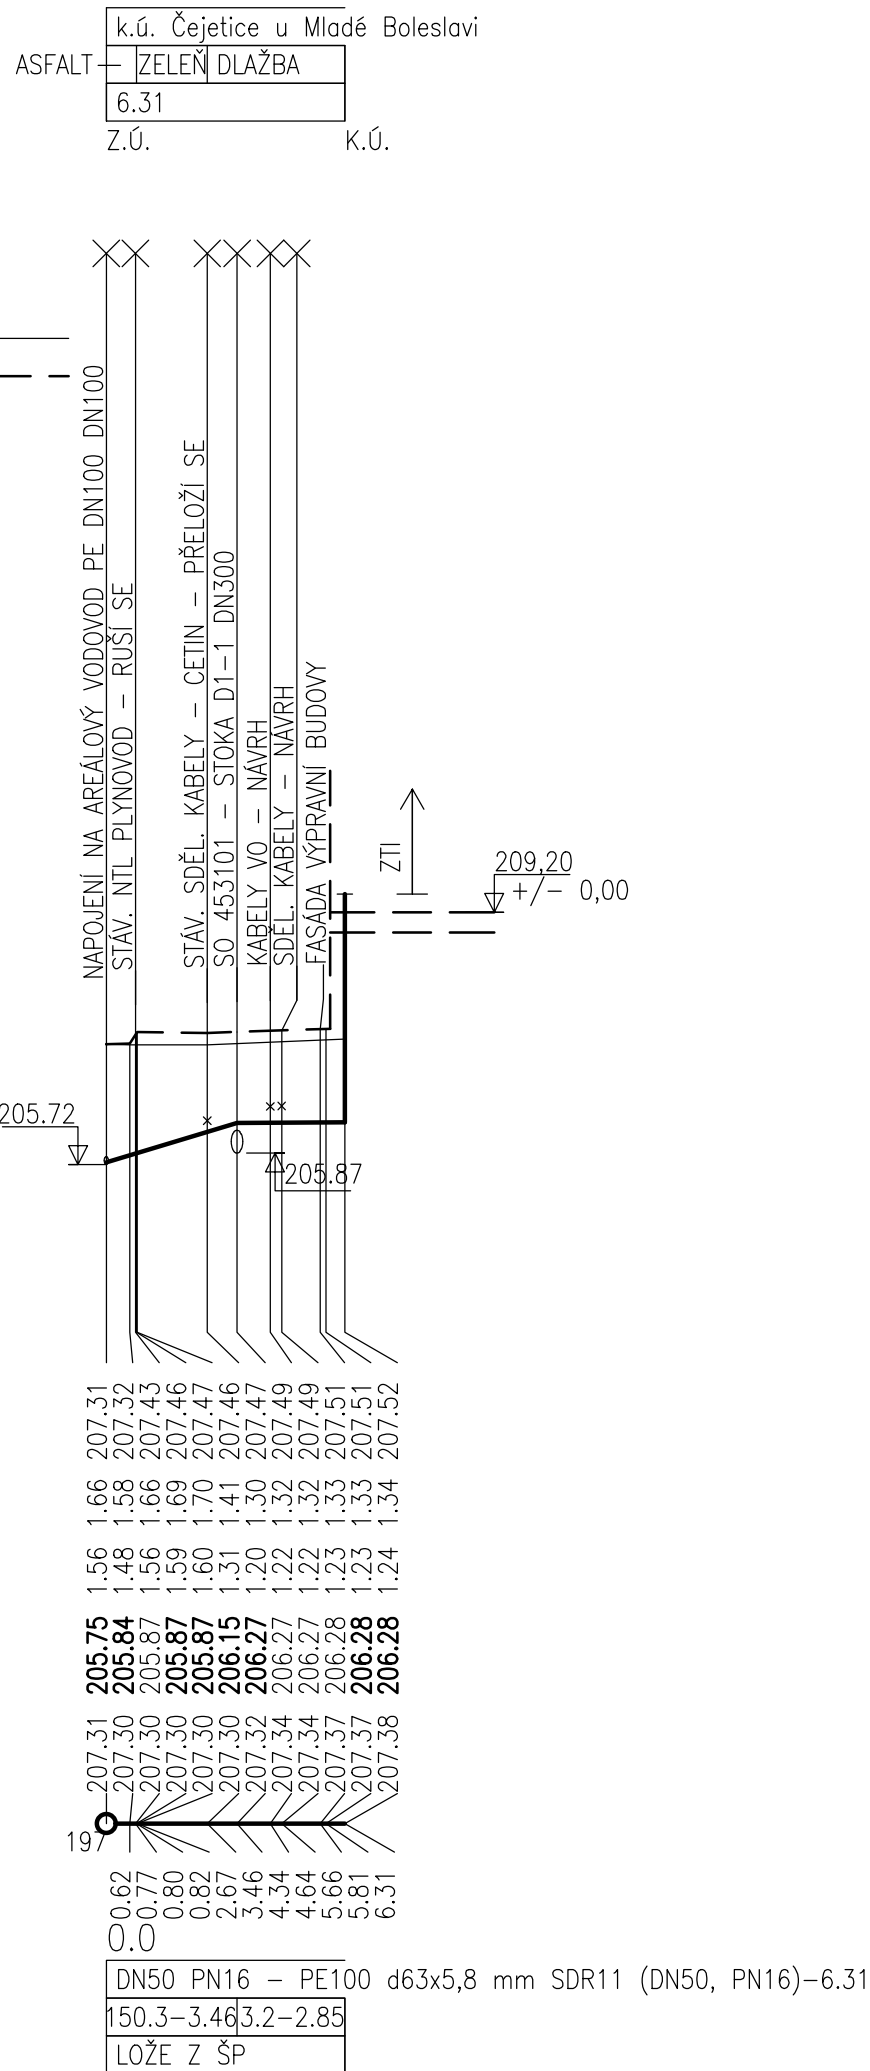 k.ú. Čejetice u Mladé Boleslavi
ASFALT ZELEŇ DLAŽBA
6.31
Z.Ú. K.Ú.
NAPOJENÍ NA AREÁLOVÝ VODOVOD PE DN100 DN100
STÁV. NTL PLYNOVOD - RUŠÍ SE
STÁV. SDĚL. KABELY - CETIN - PŘELOŽÍ SE
SO 453101 - STOKA D1-1 DN300
KABELY VO - NÁVRH
SDĚL. KABELY - NÁVRH
FASÁDA VÝPRAVNÍ BUDOVY
ZTI
209,20
+/- 0,00
205.72
205.87
207.31 207.32 207.43 207.46 207.47 207.46 207.47 207.49 207.49 207.51 207.51 207.52
1.66 1.58 1.66 1.69 1.70 1.41 1.30 1.32 1.32 1.33 1.33 1.34
1.56 1.48 1.56 1.59 1.60 1.31 1.20 1.22 1.22 1.23 1.23 1.24
205.75 205.84 205.87 205.87 205.87 206.15 206.27 206.27 206.27 206.28 206.28 206.28
207.31 207.30 207.30 207.30 207.30 207.30 207.32 207.34 207.34 207.37 207.37 207.38
197
0.62 0.77 0.80 0.82 2.67 3.46 4.34 4.64 5.66 5.81 6.31
0.0
DN50 PN16 - PE100 d63x5,8 mm SDR11 (DN50, PN16)-6.31
150.3-3.46 3.2-2.85
LOŽE Z ŠP